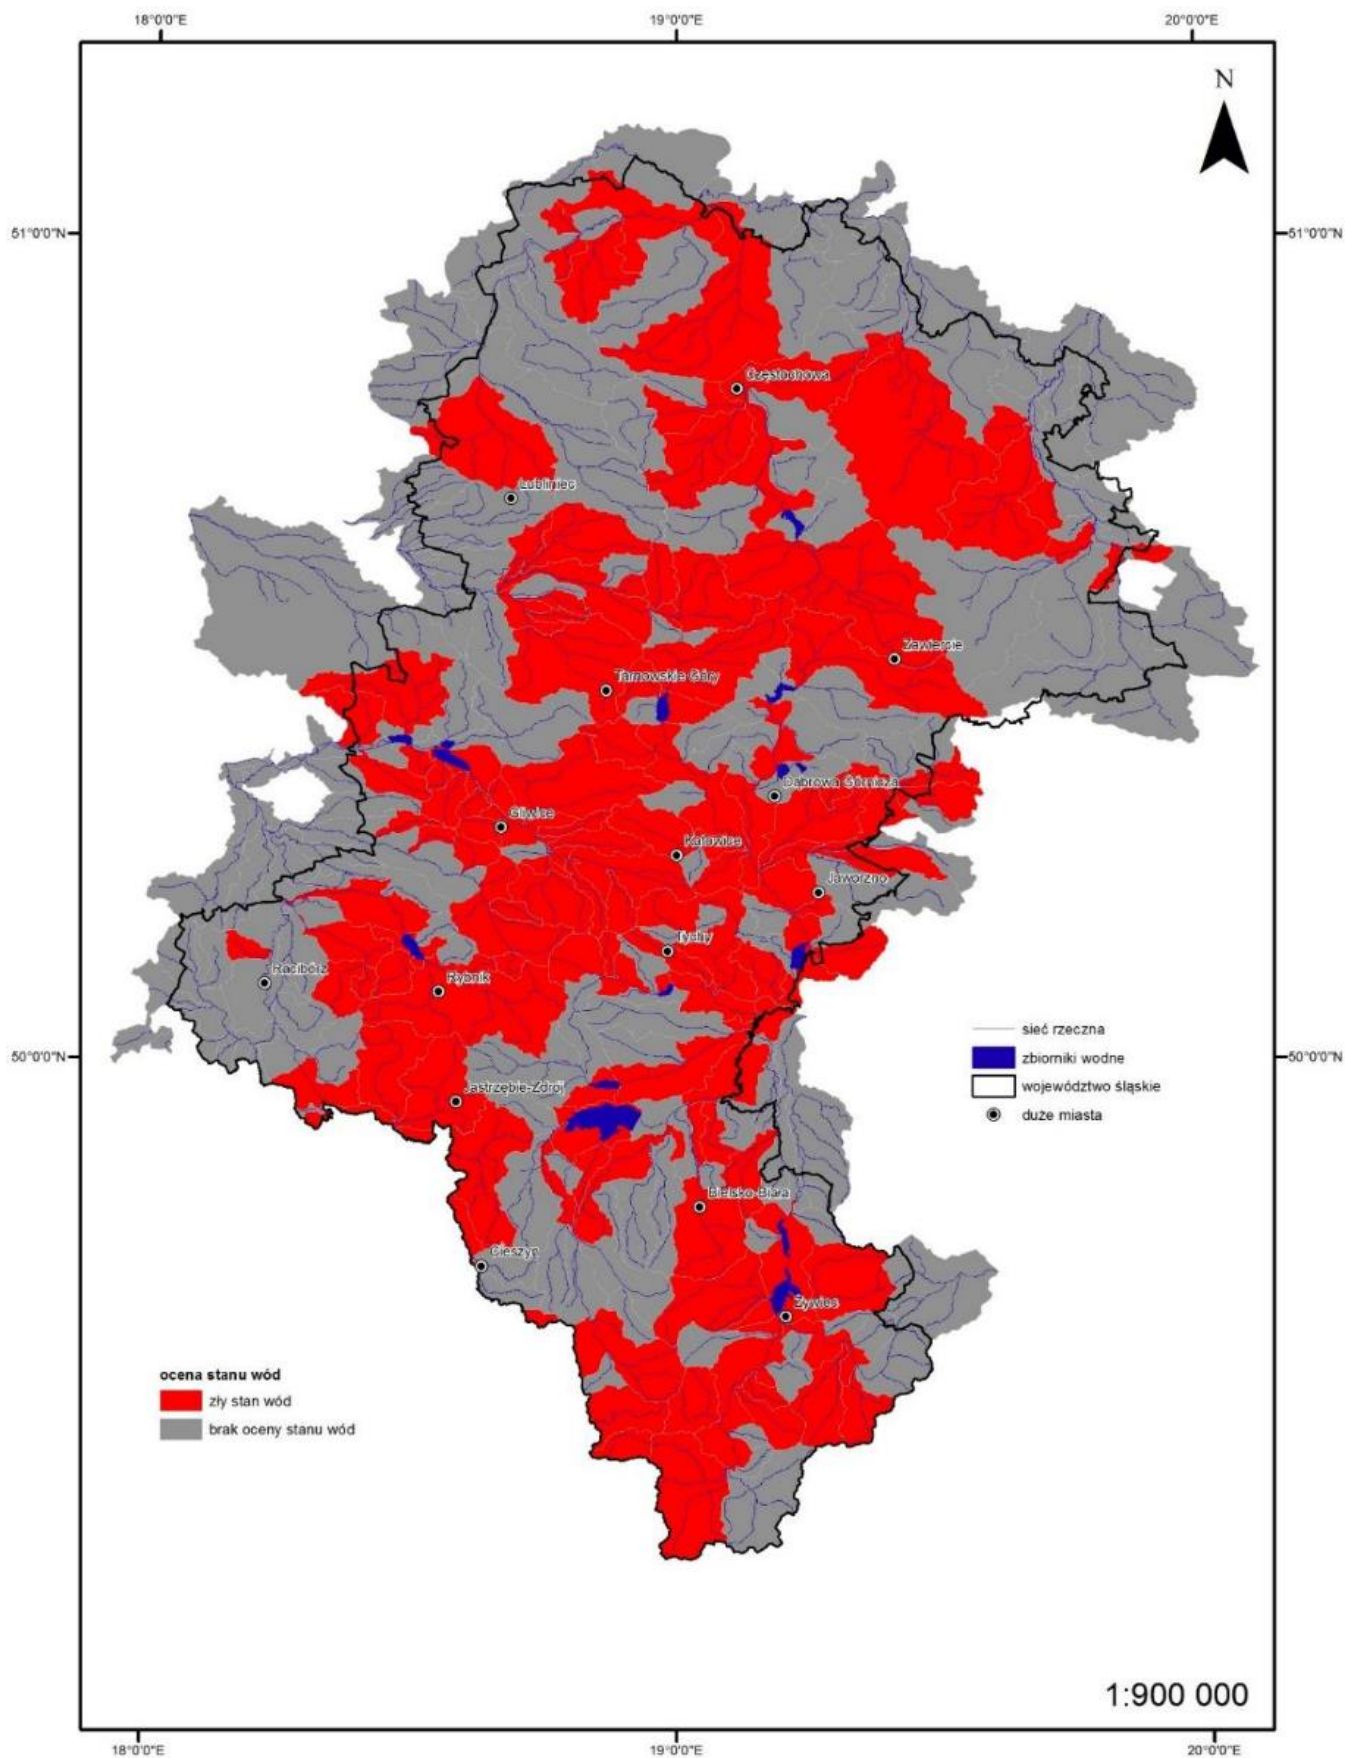 18°0'0"E 19°0'0"E 20°0'0"E
N
51°0'0"N 51°0'0"N
Częstochowa
Lubliniec
Zawiercie
Tarnowskie Góry
Dąbrowa Górnicza
Gliwice
Katowice
Jaworzno
Tychy
Racibórz
Rybnik
sieć rzeczna
50°0'0"N 50°0'0"N
zbiorniki wodne
województwo śląskie
Jastrzębie-Zdrój
duże miasta
Bielsko-Biała
Cieszyn
Żywiec
ocena stanu wód
zły stan wód
brak oceny stanu wód
1:900 000
18°0'0"E 19°0'0"E 20°0'0"E